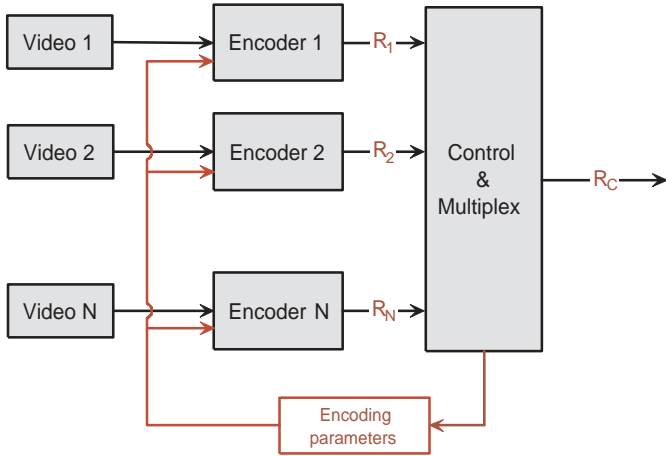 Video 1
Encoder 1
R1
Video 2
Encoder 2
R2
Control
&
Multiplex
RC
Video N
Encoder N
RN
Encoding
parameters